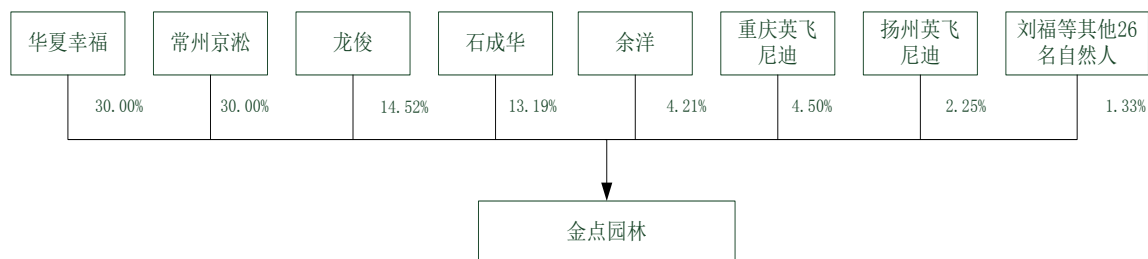 华夏幸福
常州京淞
龙俊
石成华
余洋
重庆英飞
尼迪
扬州英飞
尼迪
刘福等其他26
名自然人
30.00%
30.00%
14.52%
13.19%
4.21%
4.50%
2.25%
1.33%
金点园林